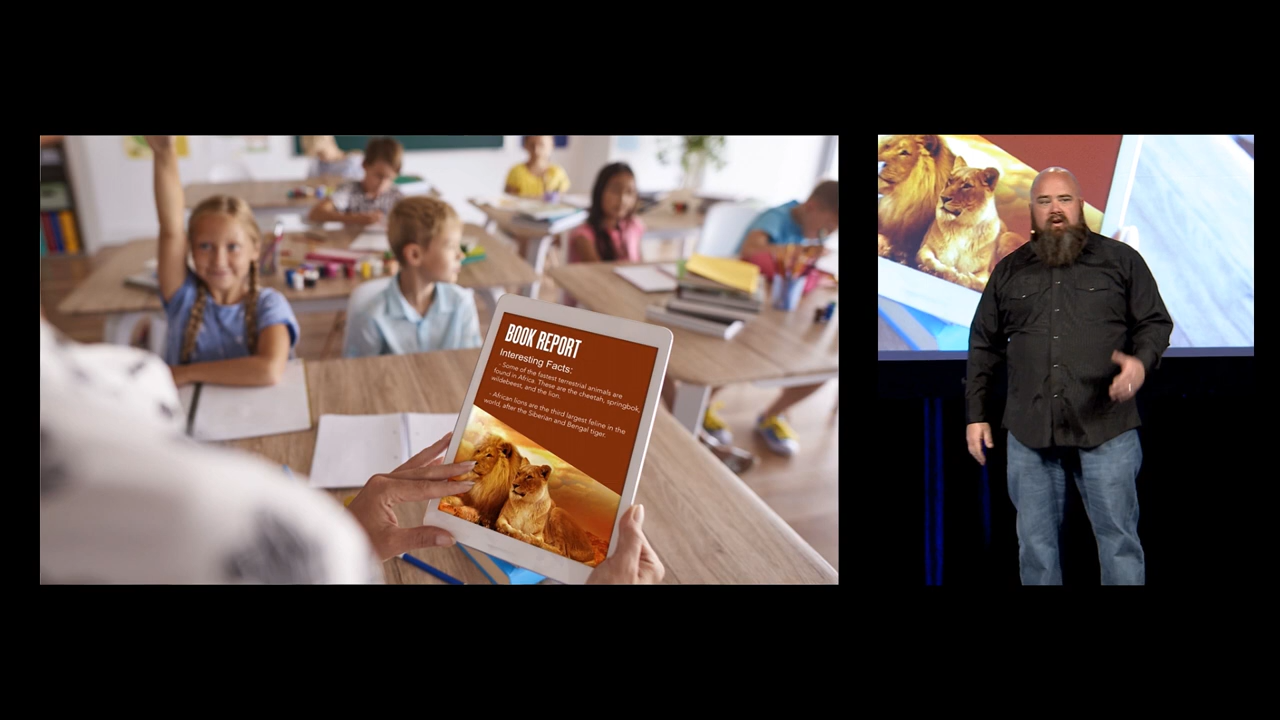 BOOK REPORT
Interesting Facts:
- Some of the fastest terrestrial animals are
found in Africa. These are the cheetah, springbok,
wildebeest, and the lion.
- African lions are the third largest feline in the
world, after the Siberian and Bengal tiger.